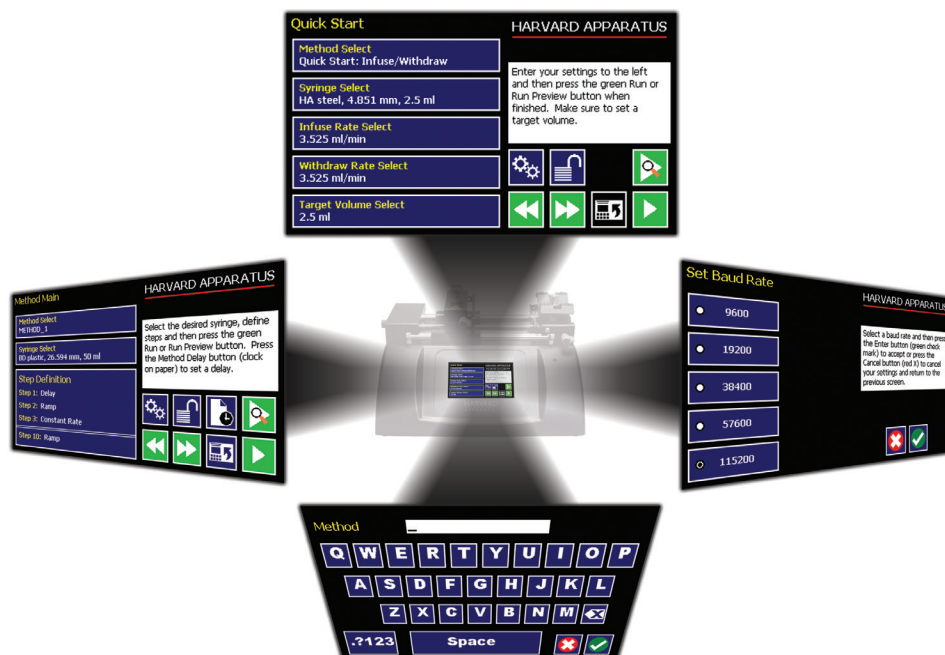 Quick Start
HARVARD APPARATUS
Method Select
Quick Start: Infuse/Withdraw
Syringe Select
HA steel, 4.851 mm, 2.5 ml
Infuse Rate Select
3.525 ml/min
Withdraw Rate Select
3.525 ml/min
Target Volume Select
2.5 ml
Enter your settings to the left
and then press the green Run or
Run Preview button when
finished. Make sure to set a
target volume.
Method Main
HARVARD APPARATUS
Method Select
METHOD_1
Syringe Select
BD plastic, 26.594 mm, 50 ml
Step Definition
Step 1: Delay
Step 2: Ramp
Step 3: Constant Rate
Step 10: Ramp
Select the desired syringe, define
steps and then press the green
Run or Run Preview button. Press
the Method Delay button (clock
on paper) to set a delay.
Set Baud Rate
HARVARD APPARATUS
9600
19200
38400
57600
115200
Select a baud rate and then press
the Enter button (green check
mark) to accept or press the
Cancel button (red X) to cancel
your settings and return to the
previous screen.
Method
_
Q W E R T Y U I O P
A S D F G H J K L
Z X C V B N M
.?123 Space